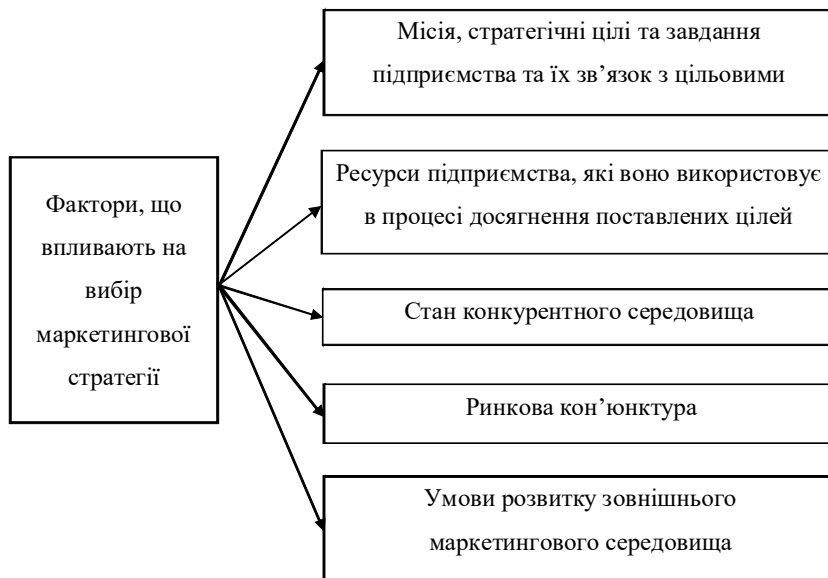 Місія, стратегічні цілі та завдання
підприємства та їх зв’язок з цільовими
Ресурси підприємства, які воно використовує
в процесі досягнення поставлених цілей
Фактори, що
впливають на
вибір
маркетингової
стратегії
Стан конкурентного середовища
Ринкова кон’юнктура
Умови розвитку зовнішнього
маркетингового середовища